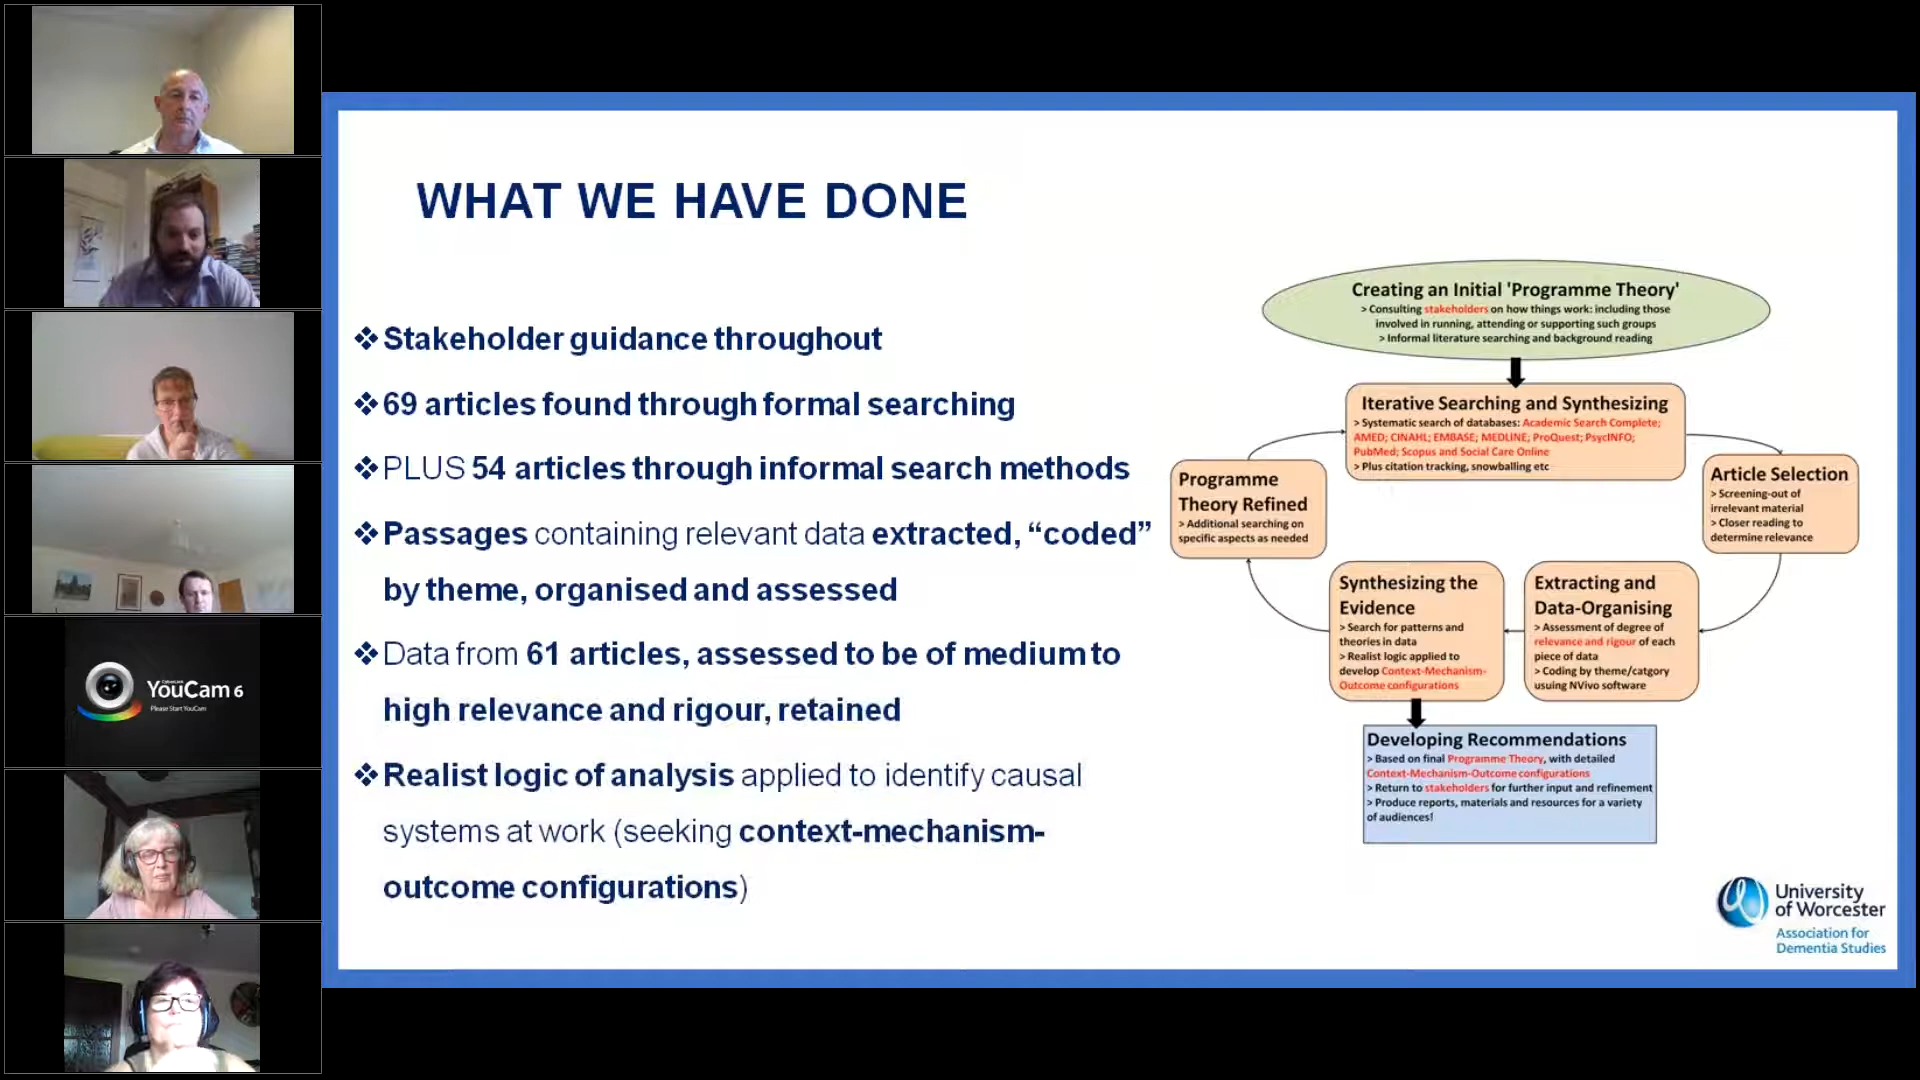 WHAT WE HAVE DONE
❖Stakeholder guidance throughout
❖69 articles found through formal searching
❖PLUS 54 articles through informal search methods
❖Passages containing relevant data extracted, “coded”
by theme, organised and assessed
❖Data from 61 articles, assessed to be of medium to
high relevance and rigour, retained
❖Realist logic of analysis applied to identify causal
systems at work (seeking context-mechanism-
outcome configurations)
Creating an Initial 'Programme Theory'
> Consulting stakeholders on how things work: including those
involved in running, attending or supporting such groups
> Informal literature searching and background reading
Iterative Searching and Synthesizing
> Systematic search of databases: Academic Search Complete;
AMED; CINAHL; EMBASE; MEDLINE; ProQuest; PsycINFO;
PubMed; Scopus and Social Care Online
> Plus citation tracking, snowballing etc
Article Selection
> Screening-out of
irrelevant material
> Closer reading to
determine relevance
Extracting and
Data-Organising
> Assessment of degree of
relevance and rigour of each
piece of data
> Coding by theme/catgory
usuing NVivo software
Synthesizing the
Evidence
> Search for patterns and
theories in data
> Realist logic applied to
develop Context-Mechanism-
Outcome configurations
Programme
Theory Refined
> Additional searching on
specific aspects as needed
Developing Recommendations
> Based on final Programme Theory, with detailed
Context-Mechanism-Outcome configurations
> Return to stakeholders for further input and refinement
> Produce reports, materials and resources for a variety
of audiences!
University
of Worcester
Association for
Dementia Studies
CyberLink
YouCam 6
Please Start YouCam